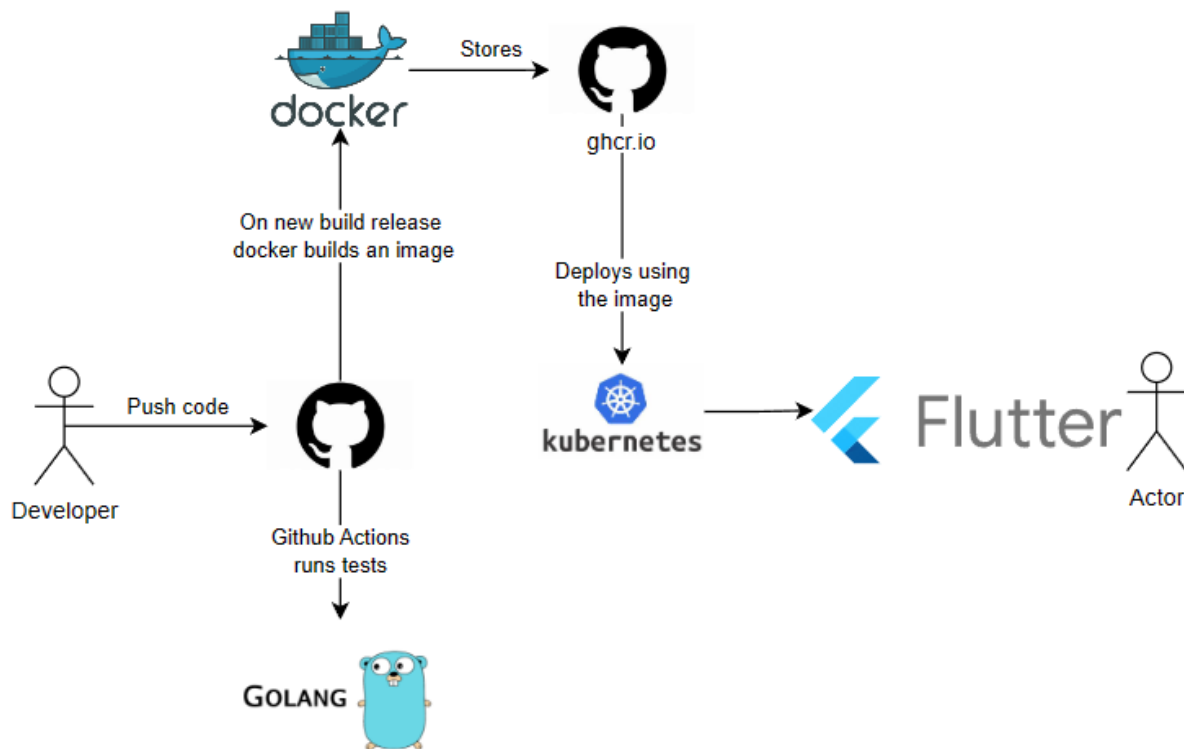 docker
Stores
ghcr.io
On new build release
docker builds an image
Deploys using
the image
Push code
kubernetes
Flutter
Developer
Actor
Github Actions
runs tests
GOLANG